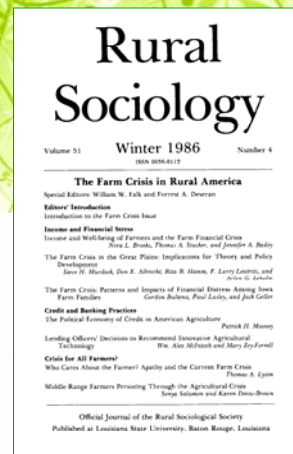 Rural
Sociology
Volume 51 Winter 1986 Number 4
ISSN 0036-0112
The Farm Crisis in Rural America
Special Editors: William W. Falk and Forrest A. Deseran
Editors' Introduction
Introduction to the Farm Crisis Issue
Income and Financial Stress
Income and Well-being of Farmers and the Farm Financial Crisis
Nora L. Brooks, Thomas A. Stucker, and Jennifer A. Bailey
The Farm Crisis in the Great Plains: Implications for Theory and Policy
Development
Steve H. Murdock, Don E. Albrecht, Rita R. Hamm, F. Larry Leistritz, and
Arlen G. Leholm
The Farm Crisis: Patterns and Impacts of Financial Distress Among Iowa
Farm Families Gordon Bultena, Paul Lasley, and Jack Geller
Credit and Banking Practices
The Political Economy of Credit in American Agriculture
Patrick H. Mooney
Lending Officers' Decisions to Recommend Innovative Agricultural
Technology Wm. Alex McIntosh and Mary Zey-Ferrell
Crisis for All Farmers?
Who Cares About the Farmer? Apathy and the Current Farm Crisis
Thomas A. Lyson
Middle Range Farmers Persisting Through the Agricultural Crisis
Sonya Salamon and Karen Davis-Brown
Official Journal of the Rural Sociological Society
Published at Louisiana State University, Baton Rouge, Louisiana